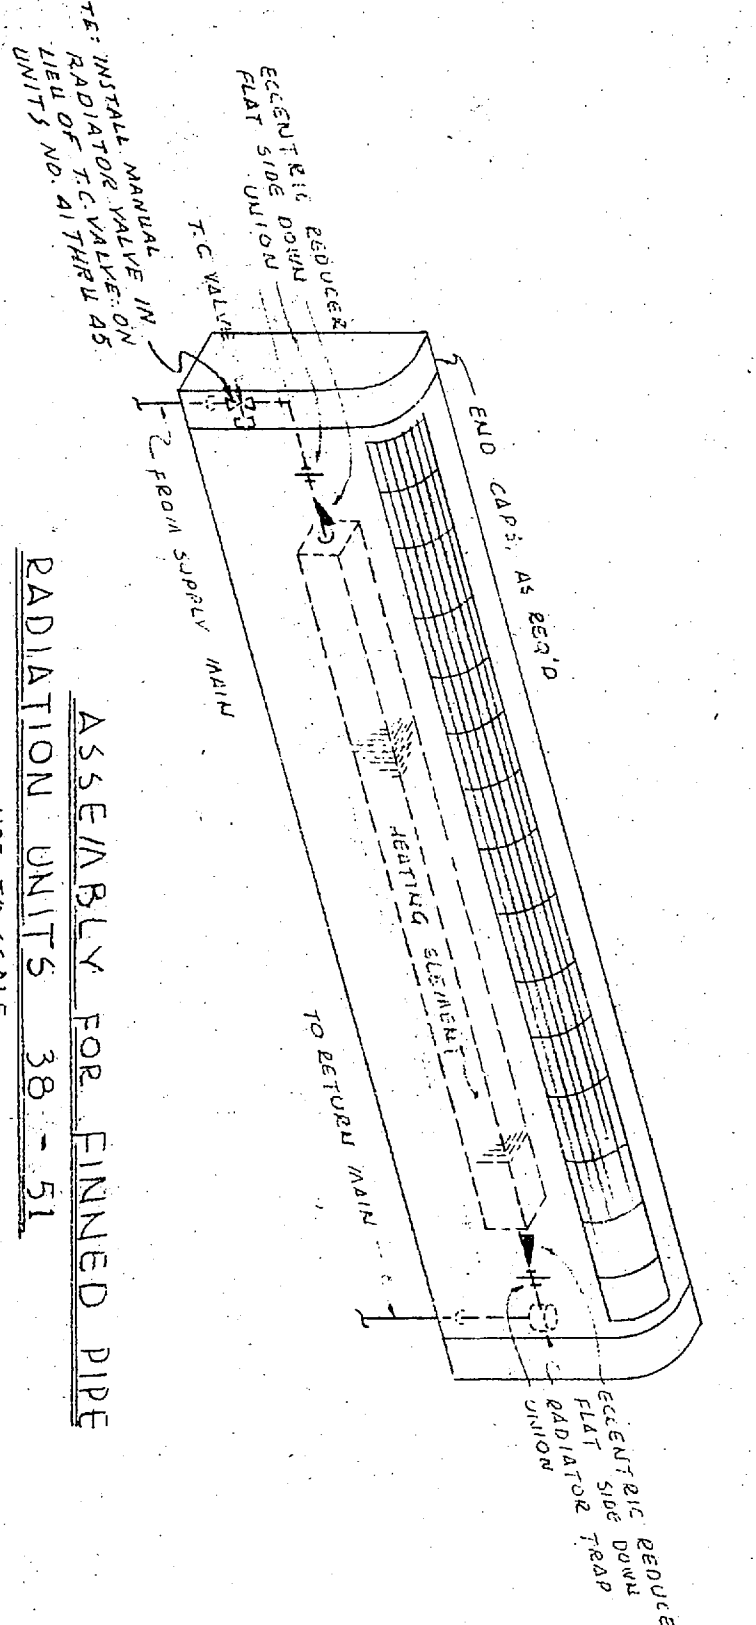 TE: INSTALL MANUAL
RADIATOR VALVE IN
LIEU OF T.C. VALVE ON
UNITS NO. 41 THRU 45
ECCENTRIC REDUCER
FLAT SIDE DOWN
UNION
T.C VALVE
FROM SUPPLY MAIN
END CAPS, AS REQ'D
HEATING ELEMENT
TO RETURN MAIN
ECCENTRIC REDUCE
FLAT SIDE DOWN
RADIATOR TRAP
UNION
ASSEMBLY FOR FINNED PIPE
RADIATION UNITS 38 - 51